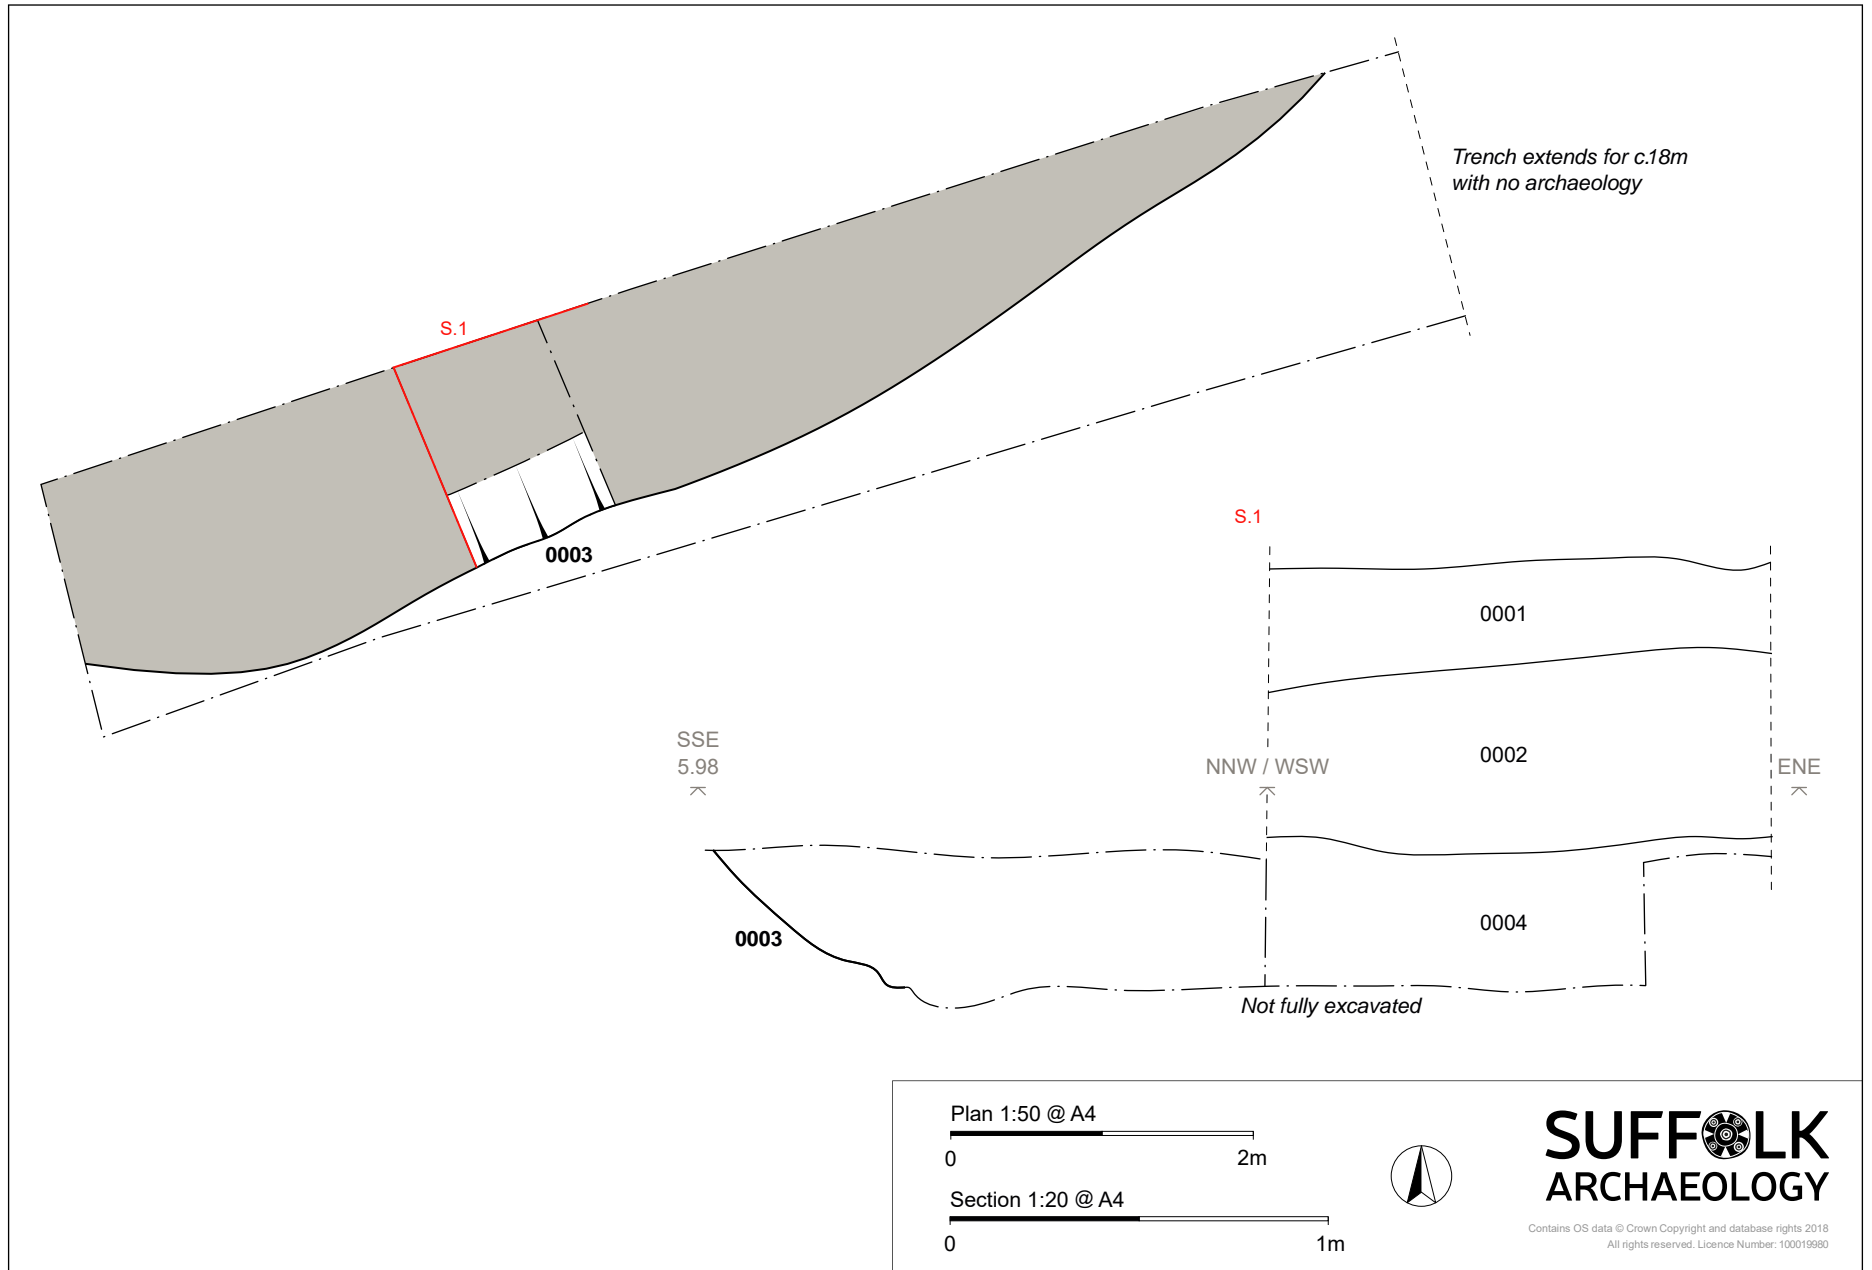 Trench extends for c.18m
with no archaeology
S.1
0003
S.1
0001
SSE
5.98
NNW / WSW
0002
ENE
0003
0004
Not fully excavated
Plan 1:50 @ A4
0 2m
Section 1:20 @ A4
0 1m
SUFFOLK
ARCHAEOLOGY
Contains OS data © Crown Copyright and database rights 2018
All rights reserved. Licence Number: 100019980